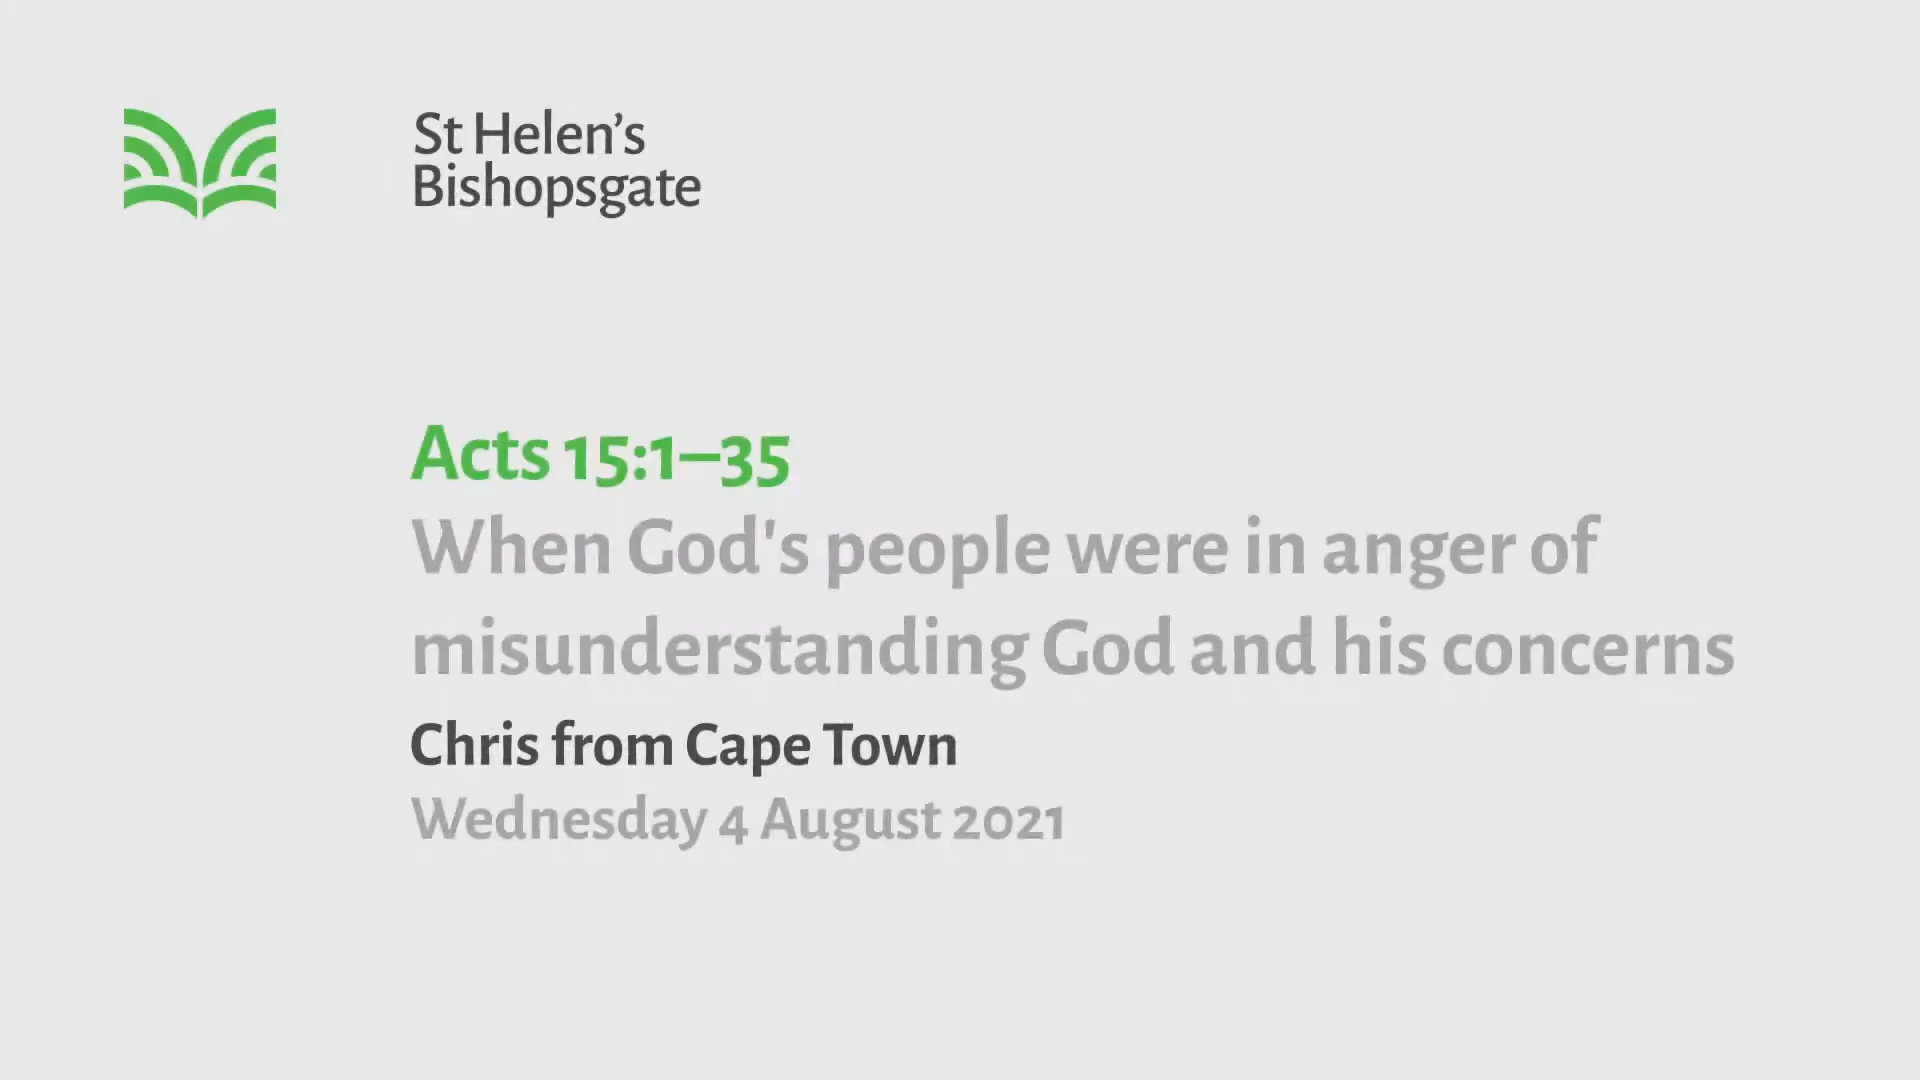 St Helen’s
Bishopsgate
Acts 15:1–35
When God's people were in anger of
misunderstanding God and his concerns
Chris from Cape Town
Wednesday 4 August 2021